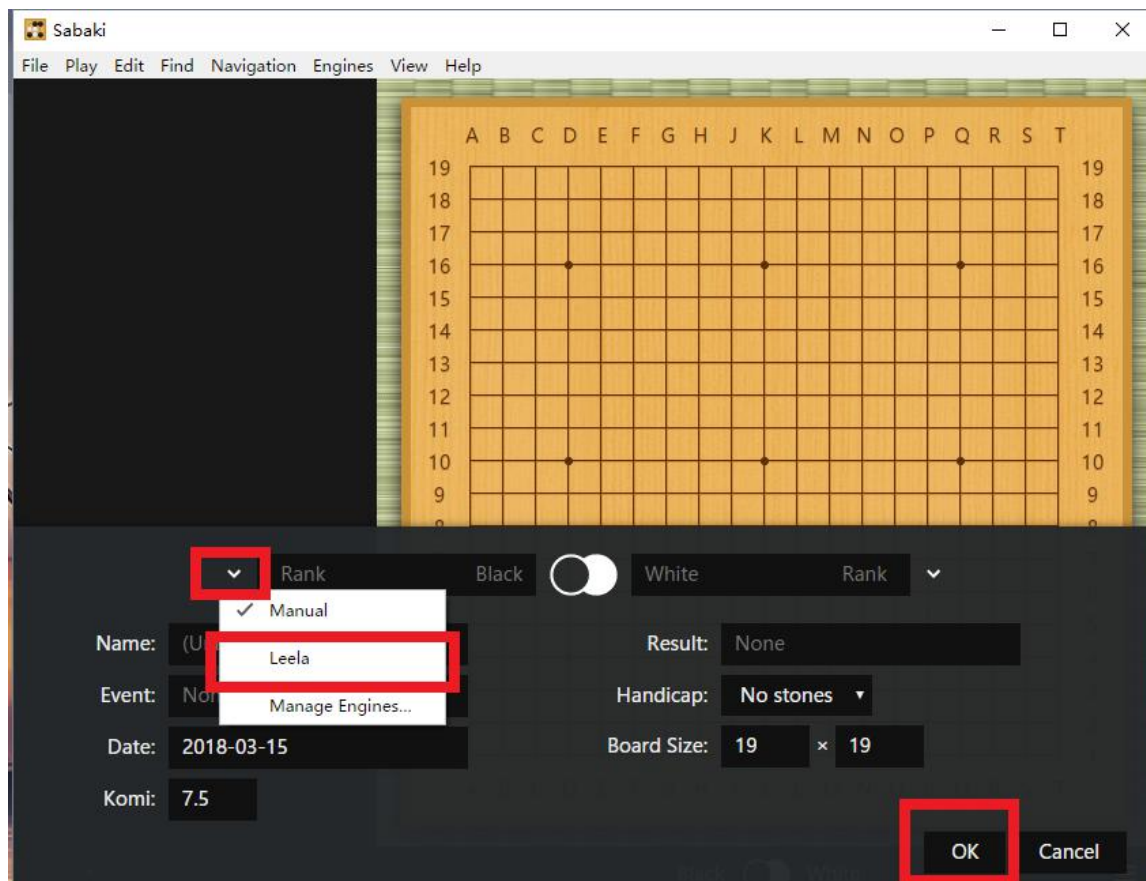 Sabaki
File Play Edit Find Navigation Engines View Help
A B C D E F G H J K L M N O P Q R S T
19 19
18 18
17 17
16 16
15 15
14 14
13 13
12 12
11 11
10 10
9 9
Rank Black White Rank
Manual
Name: (U Result: None
Leela
Event: No Handicap: No stones
Manage Engines...
Date: 2018-03-15 Board Size: 19 × 19
Komi: 7.5
OK Cancel
Black White